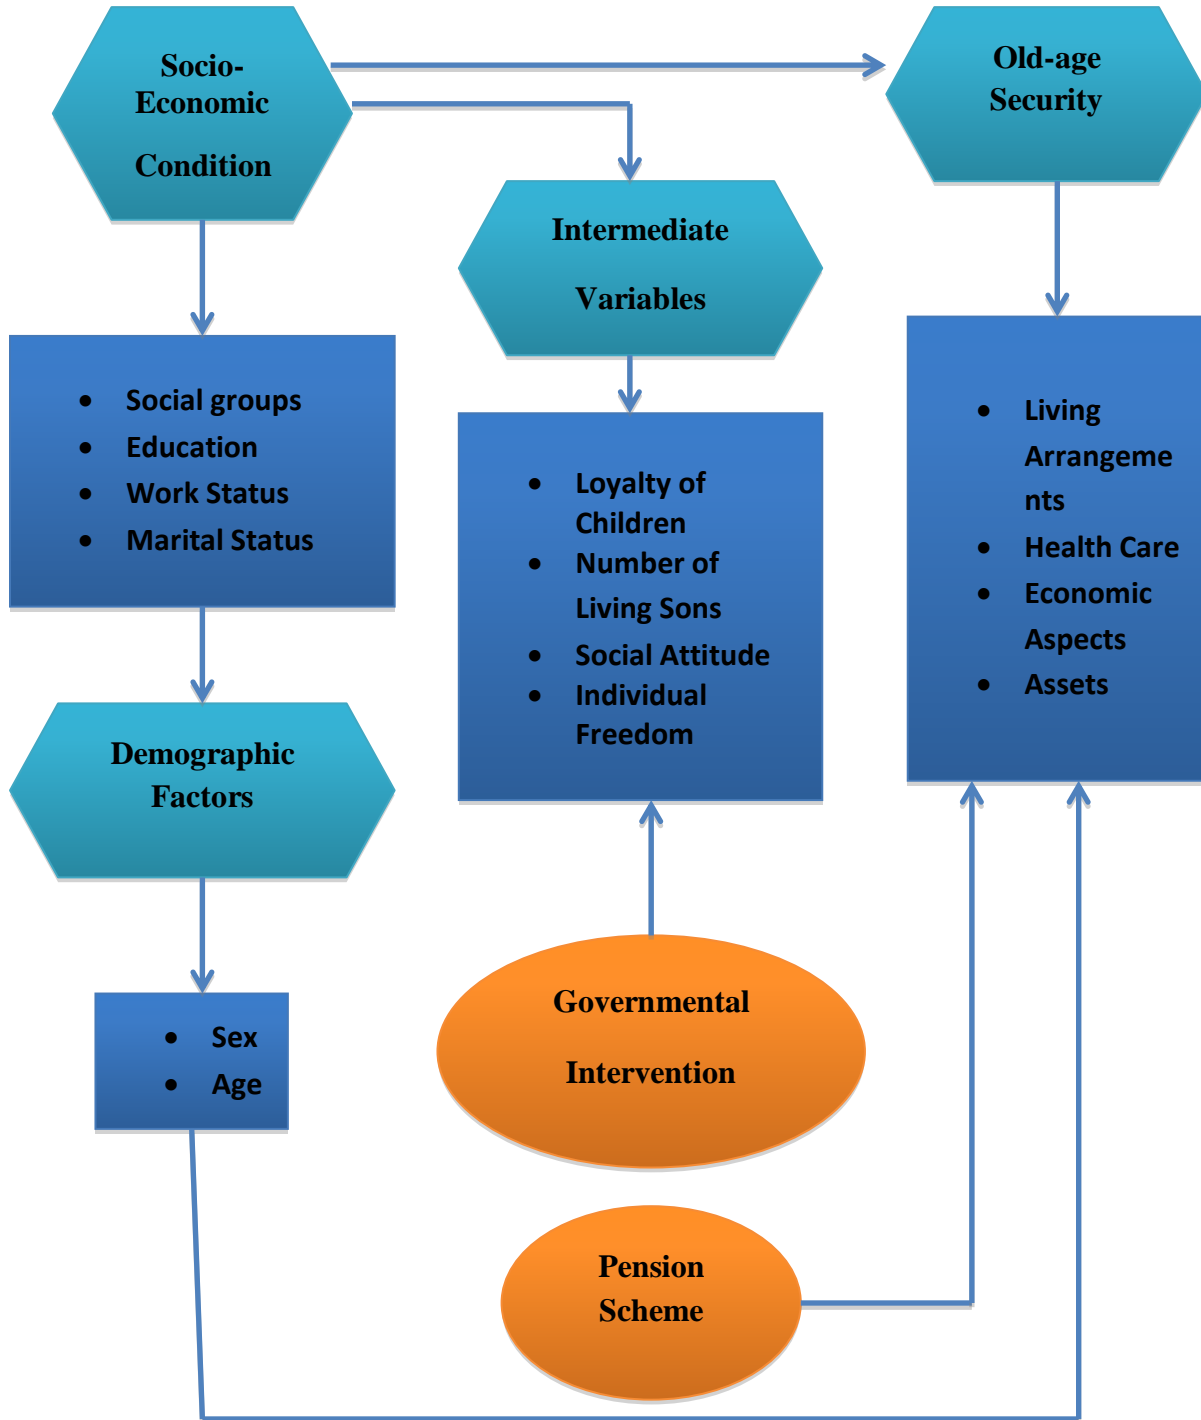 Socio-
Economic
Condition
Old-age
Security
Intermediate
Variables
• Social groups
• Education
• Work Status
• Marital Status
• Loyalty of
Children
• Number of
Living Sons
• Social Attitude
• Individual
Freedom
• Living
Arrangeme
nts
• Health Care
• Economic
Aspects
• Assets
Demographic
Factors
• Sex
• Age
Governmental
Intervention
Pension
Scheme